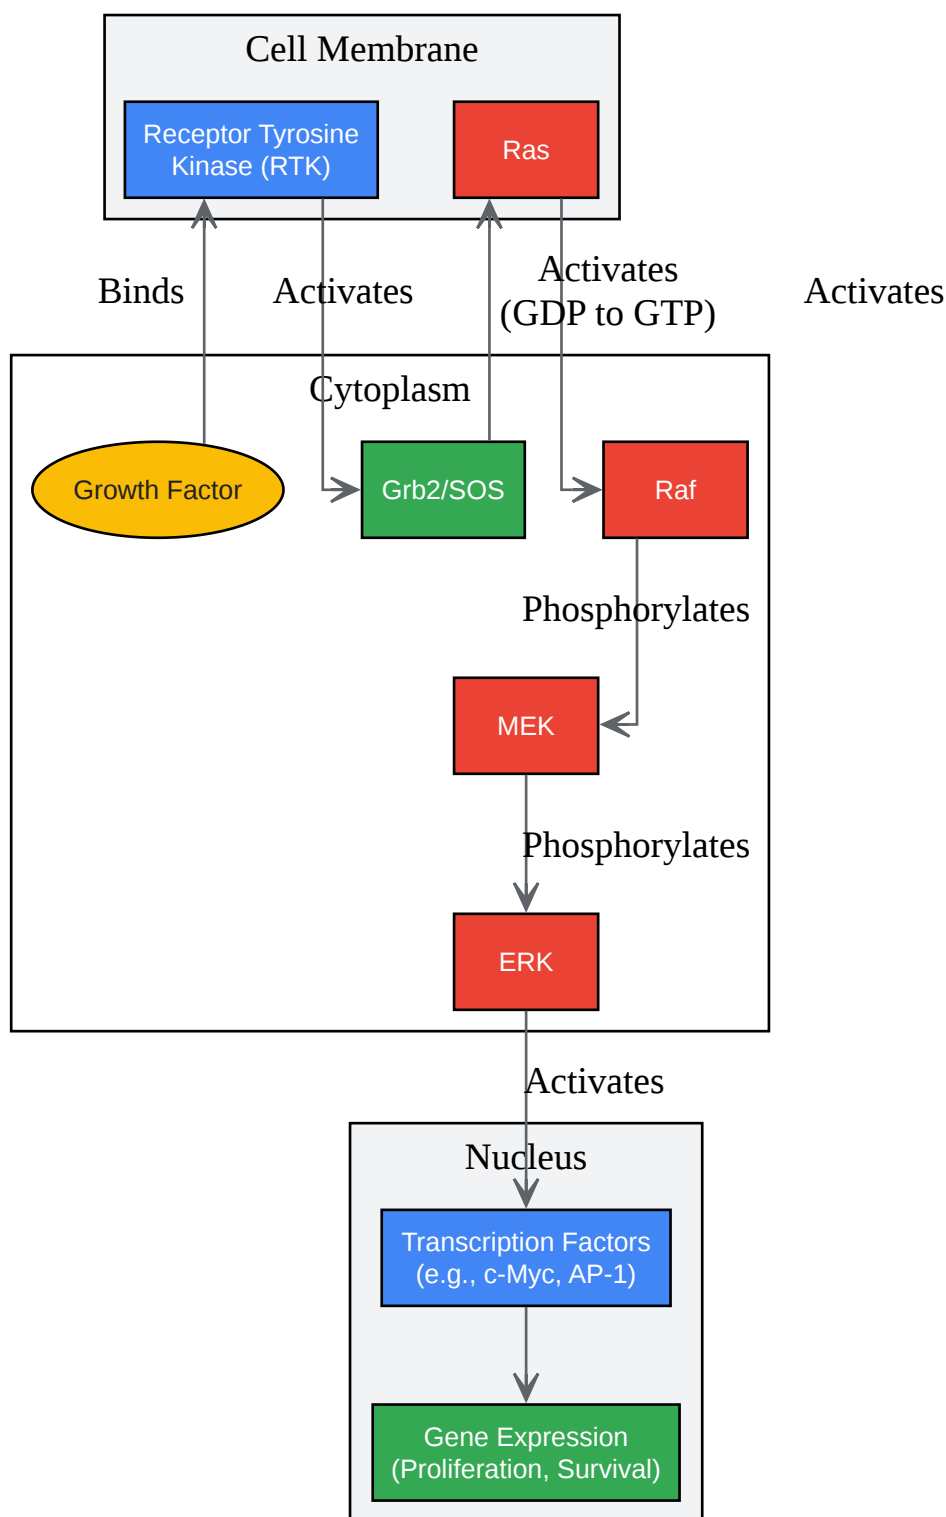 Cell Membrane
Receptor Tyrosine
Kinase (RTK)
Ras
Binds
Activates
Activates
(GDP to GTP)
Activates
Cytoplasm
Growth Factor
Grb2/SOS
Raf
Phosphorylates
MEK
Phosphorylates
ERK
Activates
Nucleus
Transcription Factors
(e.g., c-Myc, AP-1)
Gene Expression
(Proliferation, Survival)